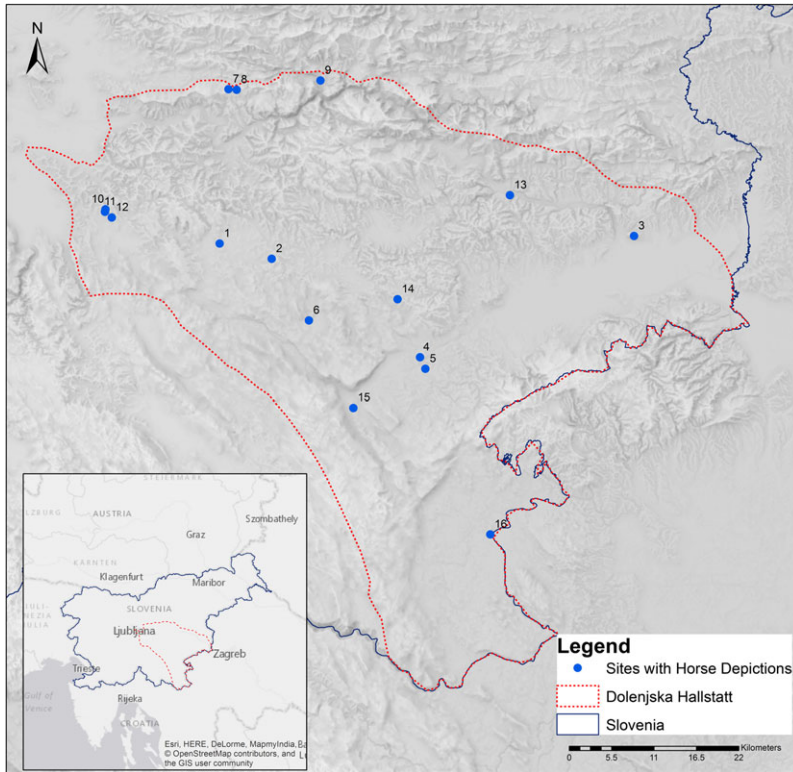 N
7 8
9
10 11
12
13
1
2
3
14
6
4
5
15
16
STEIERMARK
AUSTRIA
Szombathely
Graz
KÄRNTEN
Klagenfurt
Maribor
SLOVENIA
Ljubljana
Zagreb
Trieste
Rijeka
CROATIA
Esri, HERE, DeLorme, MapmyIndia,
© OpenStreetMap contributors, and
the GIS user community
Legend
Sites with Horse Depictions
Dolenjska Hallstatt
Slovenia
Kilometers
0 5.5 11 16.5 22